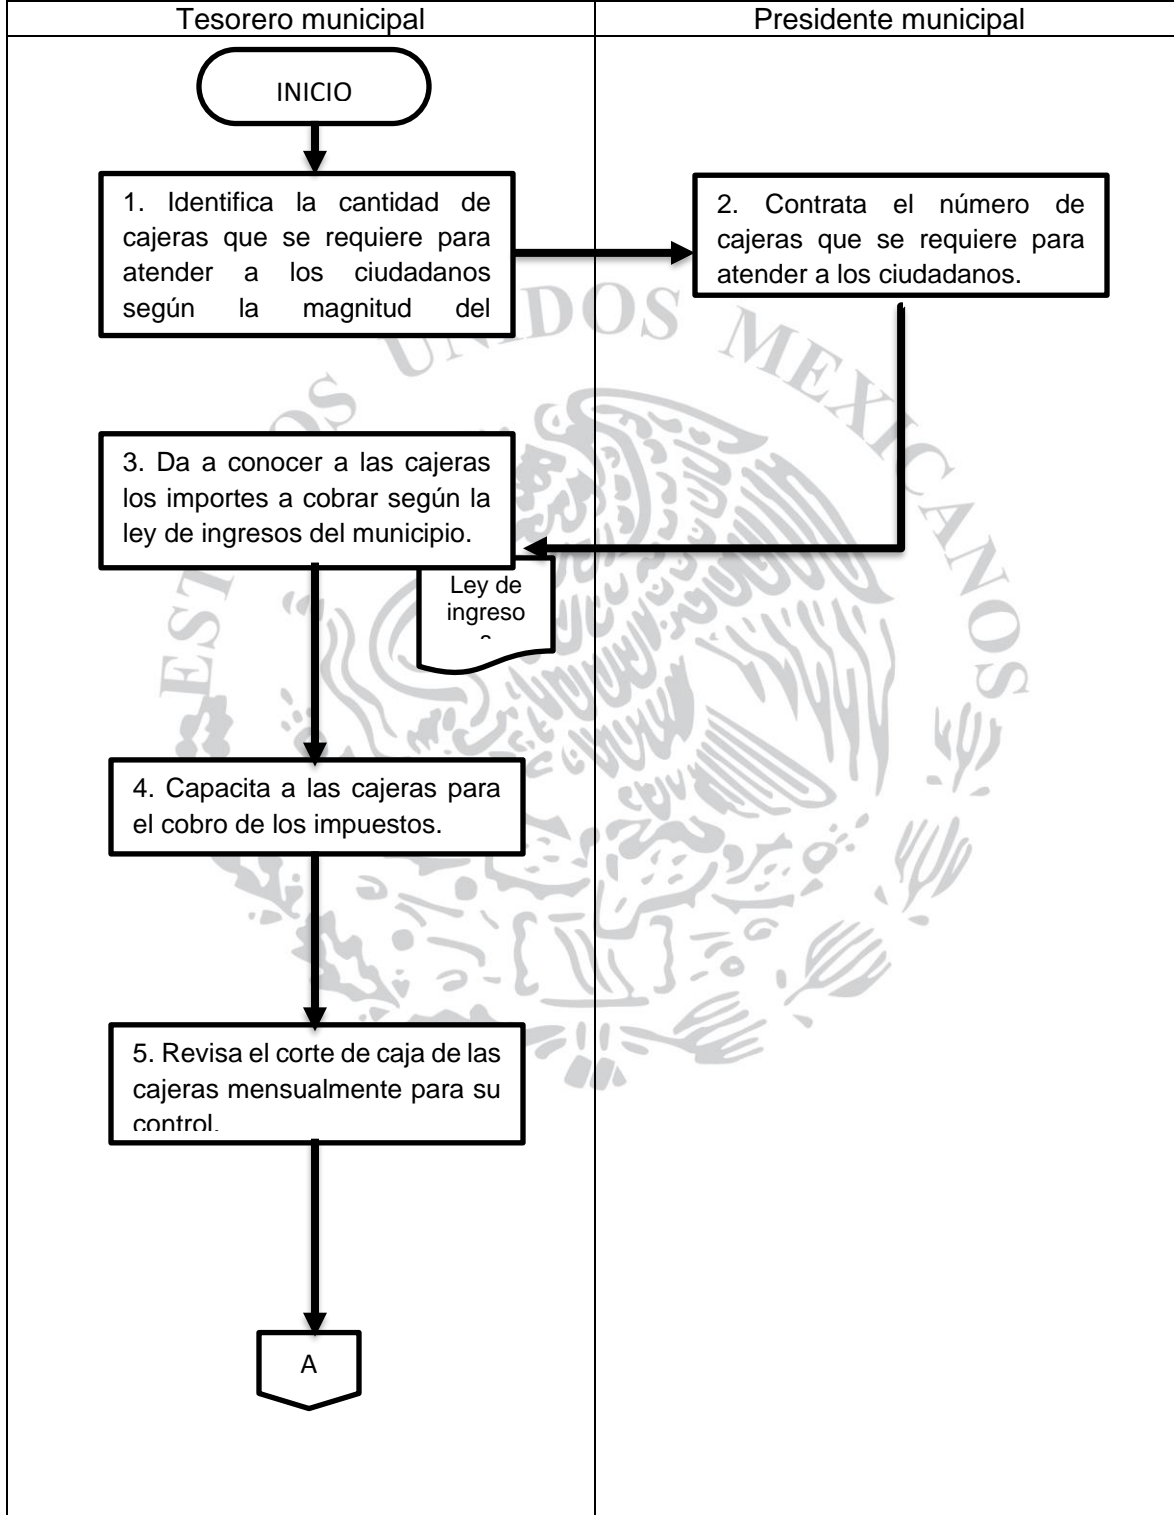 Tesorero municipal
Presidente municipal
INICIO
1. Identifica la cantidad de
cajeras que se requiere para
atender a los ciudadanos
según la magnitud del
2. Contrata el número de
cajeras que se requiere para
atender a los ciudadanos.
ESTADOS UNIDOS MEXICANOS
3. Da a conocer a las cajeras
los importes a cobrar según la
ley de ingresos del municipio.
Ley de
ingreso
4. Capacita a las cajeras para
el cobro de los impuestos.
5. Revisa el corte de caja de las
cajeras mensualmente para su
control.
A